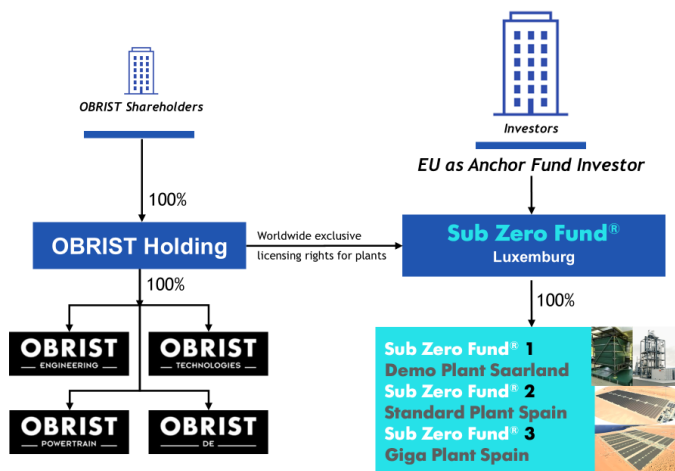 OBRIST Shareholders
100%
OBRIST Holding
100%
OBRIST
ENGINEERING
OBRIST
TECHNOLOGIES
OBRIST
POWERTRAIN
OBRIST
DE
Worldwide exclusive
licensing rights for plants
Investors
EU as Anchor Fund Investor
Sub Zero Fund®
Luxemburg
100%
Sub Zero Fund® 1
Demo Plant Saarland
Sub Zero Fund® 2
Standard Plant Spain
Sub Zero Fund® 3
Giga Plant Spain